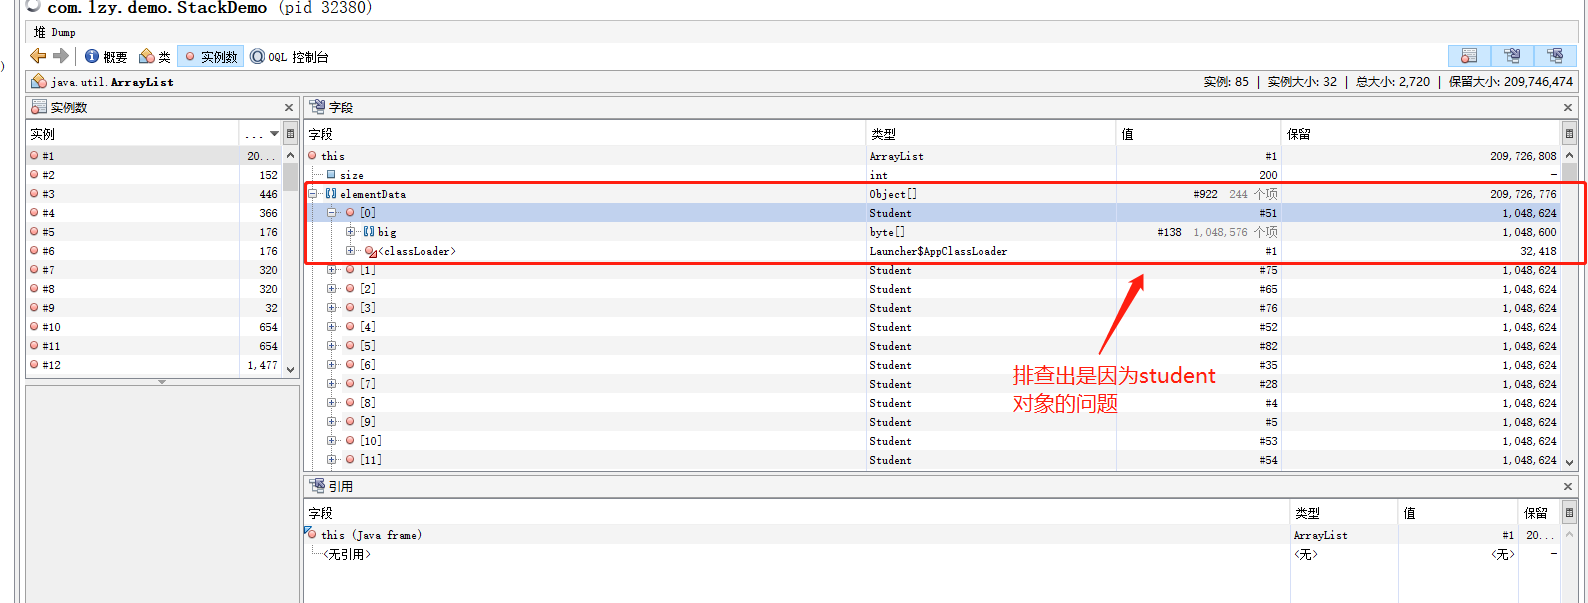 com.lzy.demo.StackDemo (pid 32380)
堆 Dump
)
概要 类 实例数 OQL 控制台
java.util.ArrayList 实例: 85 | 实例大小: 32 | 总大小: 2,720 | 保留大小: 209,746,474
实例数
实例 ...
#1 20...
#2 152
#3 446
#4 366
#5 176
#6 176
#7 320
#8 320
#9 32
#10 654
#11 654
#12 1,477
字段
字段 类型 值 保留
this ArrayList #1 209,726,808
size int 200 –
elementData Object[] #922 244 个项 209,726,776
[0] Student #51 1,048,624
big byte[] #138 1,048,576 个项 1,048,600
<classLoader> Launcher$AppClassLoader #1 32,418
[1] Student #75 1,048,624
[2] Student #65 1,048,624
[3] Student #76 1,048,624
[4] Student #52 1,048,624
[5] Student #82 1,048,624
[6] Student #35 1,048,624
[7] Student #28 1,048,624
[8] Student #4 1,048,624
[9] Student #5 1,048,624
[10] Student #53 1,048,624
[11] Student #54 1,048,624
排查出是因为student
对象的问题
引用
字段 类型 值 保留
this (Java frame) ArrayList #1 20...
<无引用> <无> <无> –